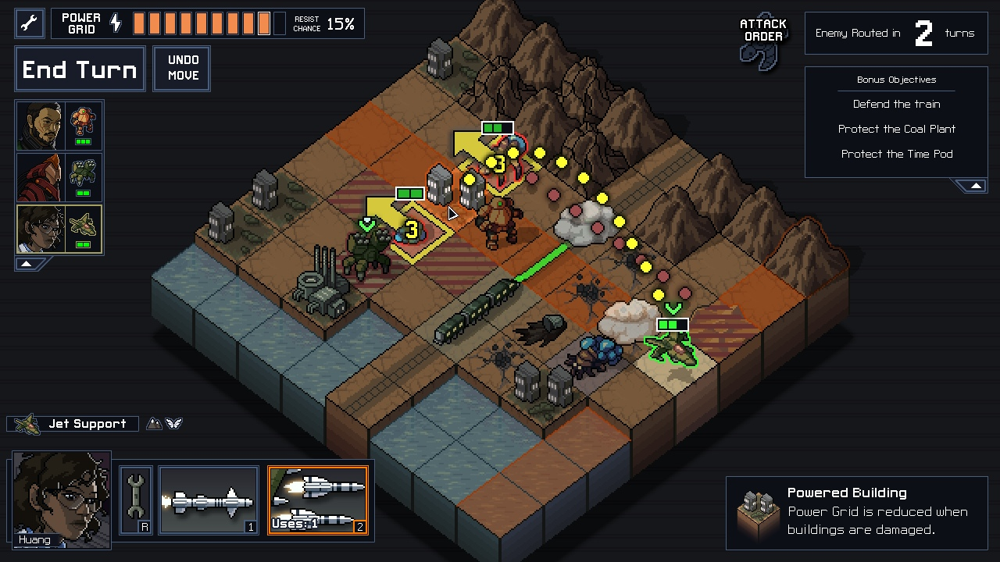 POWER
GRID
RESIST
CHANCE
15%
End Turn
UNDO
MOVE
ATTACK
ORDER
Enemy Routed in 2 turns
Bonus Objectives
Defend the train
Protect the Coal Plant
Protect the Time Pod
3
3
Jet Support
Huang
R
1
Uses:1
2
Powered Building
Power Grid is reduced when
buildings are damaged.